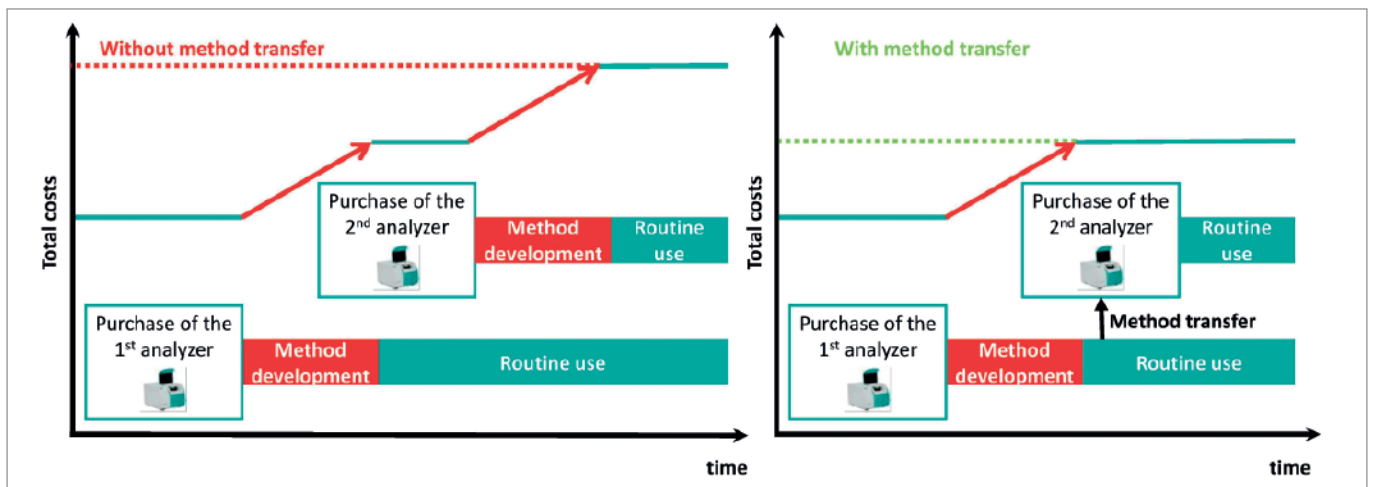 Without method transfer
Total costs
Purchase of the
2nd analyzer
Method
development
Routine
use
Purchase of the
1st analyzer
Method
development
Routine use
time
With method transfer
Total costs
Purchase of the
2nd analyzer
Routine
use
Method transfer
Purchase of the
1st analyzer
Method
development
Routine use
time